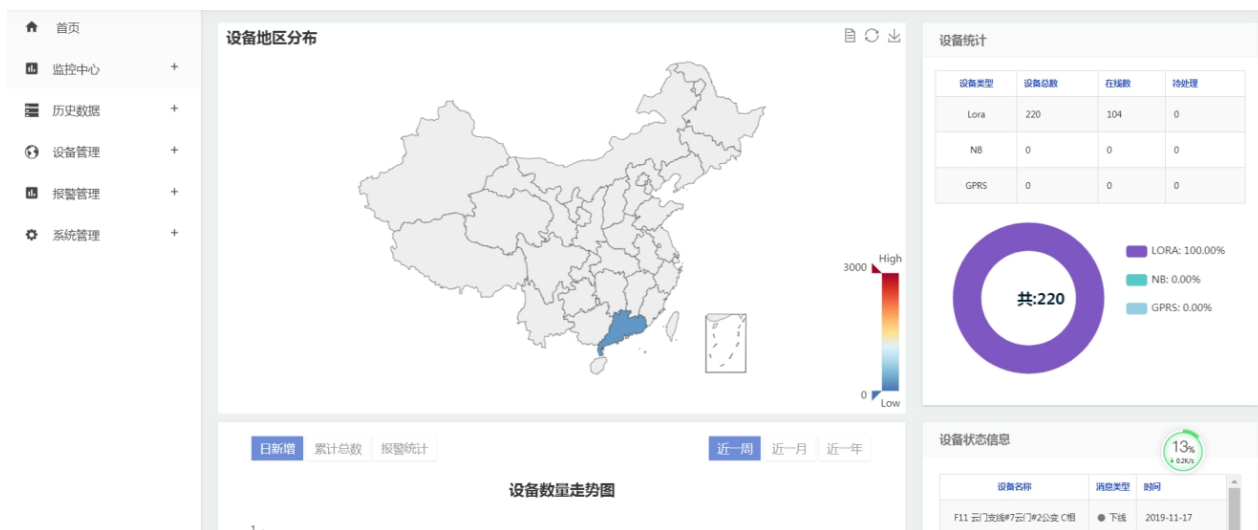 首页
监控中心 +
历史数据 +
设备管理 +
报警管理 +
系统管理 +
设备地区分布
3000
High
0
Low
设备统计
设备类型 设备总数 在线数 待处理
Lora 220 104 0
NB 0 0 0
GPRS 0 0 0
共:220
LORA: 100.00%
NB: 0.00%
GPRS: 0.00%
日新增 累计总数 报警统计
近一周 近一月 近一年
设备数量走势图
1
设备状态信息
13%
0.2K/s
设备名称 消息类型 时间
F11 云门支线#7云门#2公变 C相 下线 2019-11-17